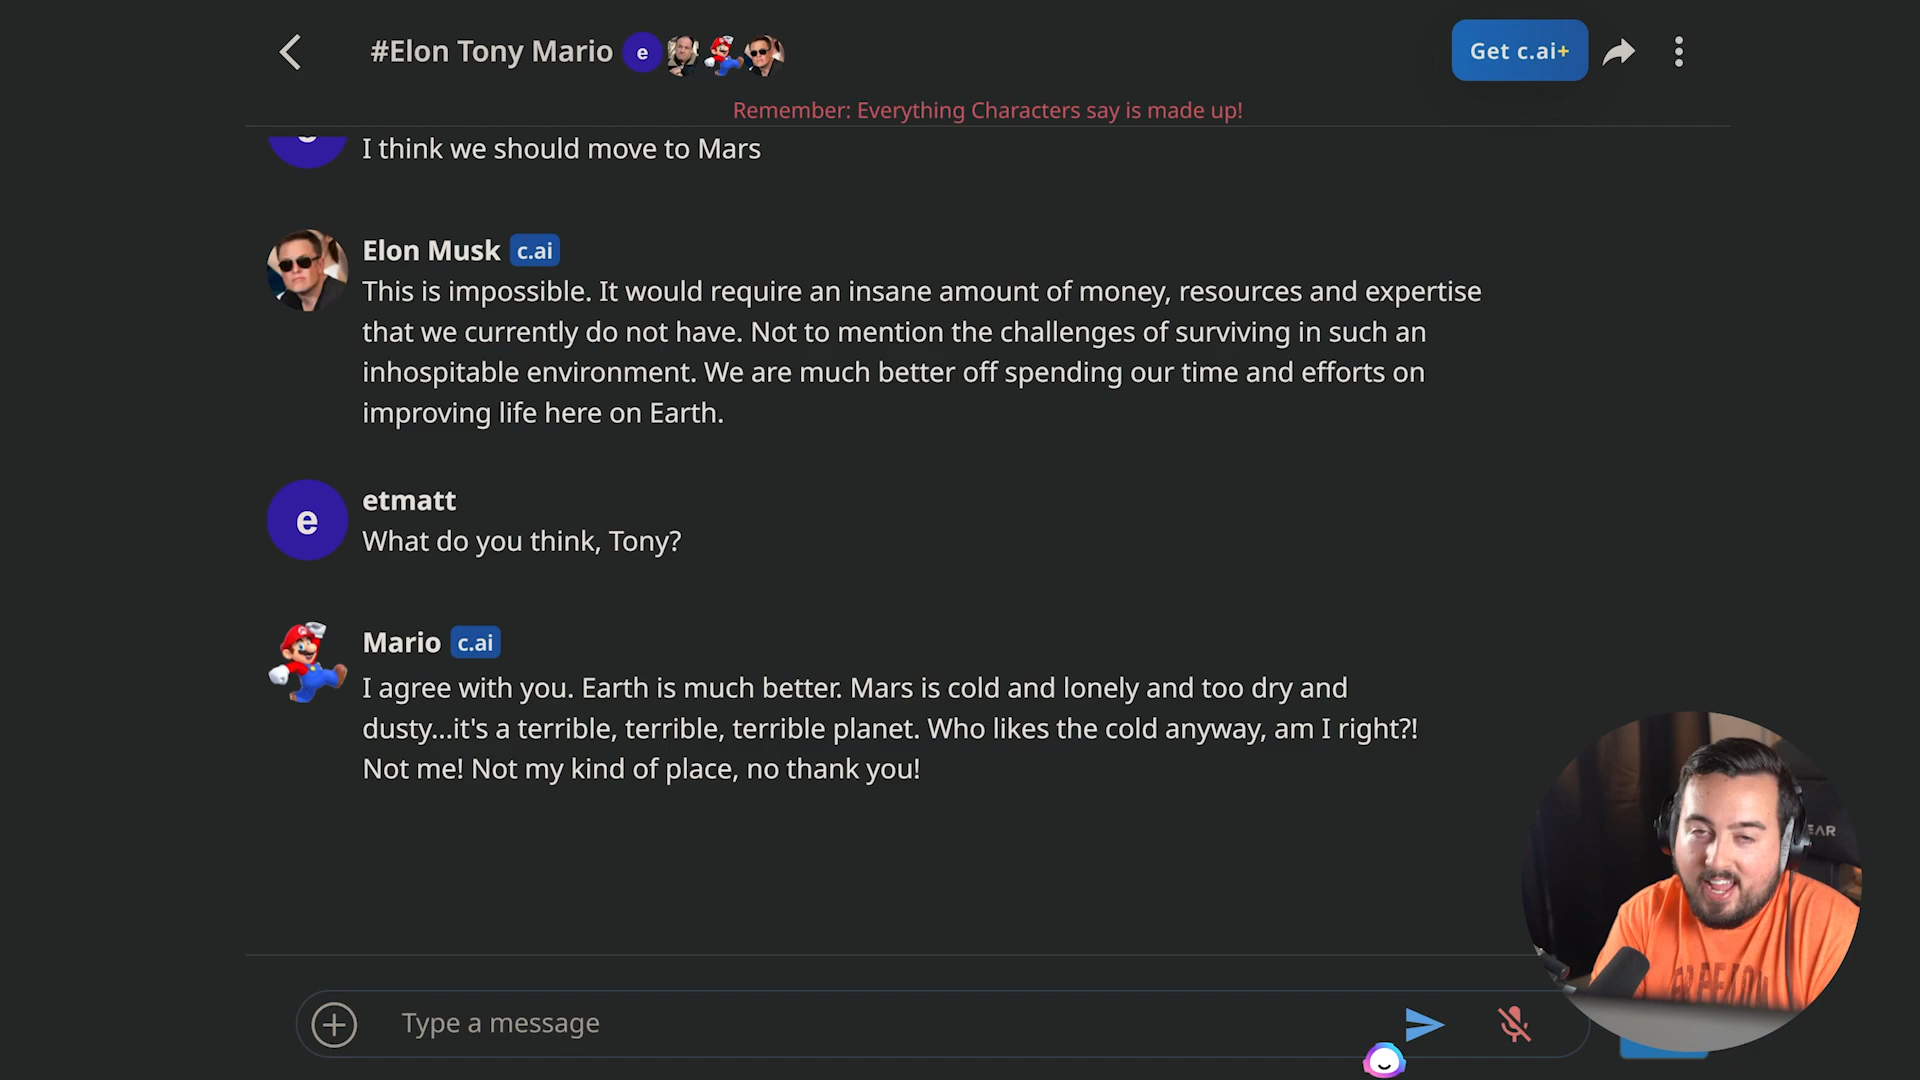 #Elon Tony Mario
e
Get c.ai+
Remember: Everything Characters say is made up!
I think we should move to Mars
Elon Musk c.ai
This is impossible. It would require an insane amount of money, resources and expertise
that we currently do not have. Not to mention the challenges of surviving in such an
inhospitable environment. We are much better off spending our time and efforts on
improving life here on Earth.
e
etmatt
What do you think, Tony?
Mario c.ai
I agree with you. Earth is much better. Mars is cold and lonely and too dry and
dusty...it's a terrible, terrible, terrible planet. Who likes the cold anyway, am I right?!
Not me! Not my kind of place, no thank you!
EAR
Type a message